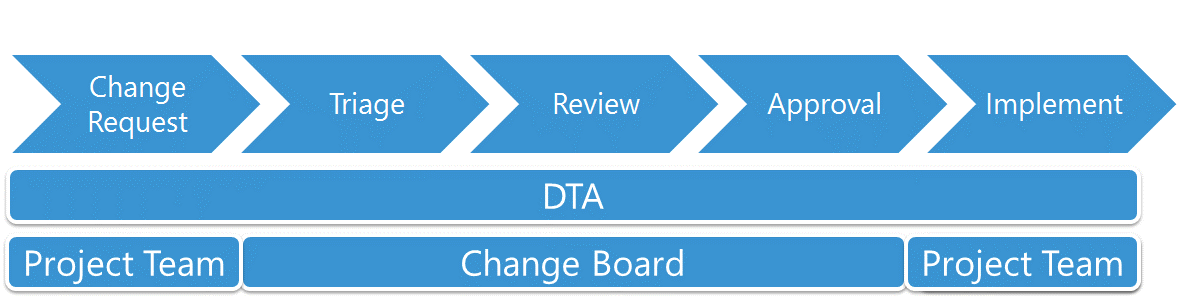 Change
Request
Triage
Review
Approval
Implement
DTA
Project Team
Change Board
Project Team